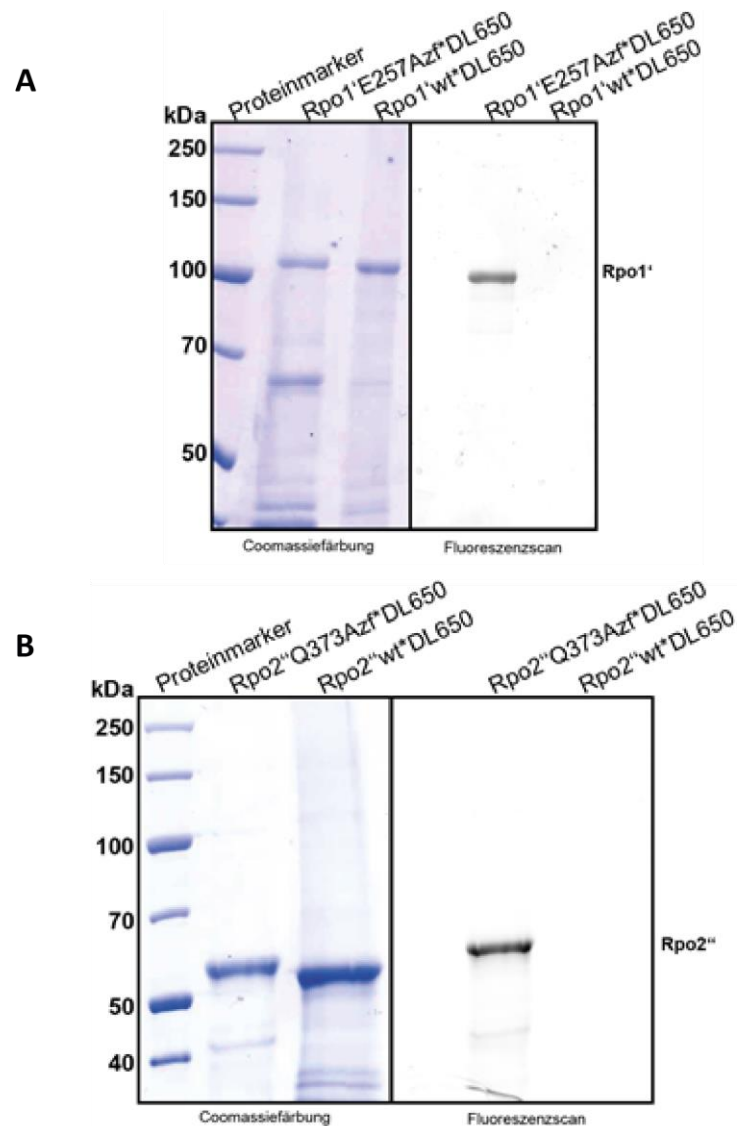 A
kDa
Proteinmarker
Rpo1'E257Azf*DL650
Rpo1'wt*DL650
Rpo1'E257Azf*DL650
Rpo1'wt*DL650
250
150
100
70
50
Rpo1'
Coomassiefärbung
Fluoreszenzscan
B
kDa
Proteinmarker
Rpo2“Q373Azf*DL650
Rpo2“wt*DL650
Rpo2“Q373Azf*DL650
Rpo2“wt*DL650
250
150
100
70
50
40
Rpo2“
Coomassiefärbung
Fluoreszenzscan